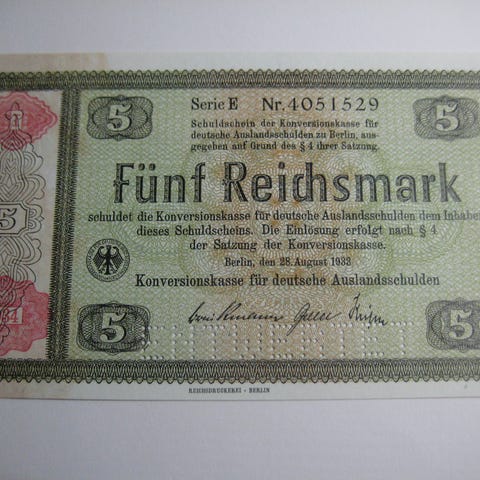 5 Serie E Nr. 4051529 5
Schuldschein der Konversionskasse für
deutsche Auslandsschulden zu Berlin, aus-
gegeben auf Grund des § 4 ihrer Satzung.
Fünf Reichsmark
schuldet die Konversionskasse für deutsche Auslandsschulden dem Inhaber
dieses Schuldscheins. Die Einlösung erfolgt nach § 4
der Satzung der Konversionskasse.
Berlin, den 28. August 1933
Konversionskasse für deutsche Auslandsschulden
5 5
5
REICHSDRUCKEREI · BERLIN